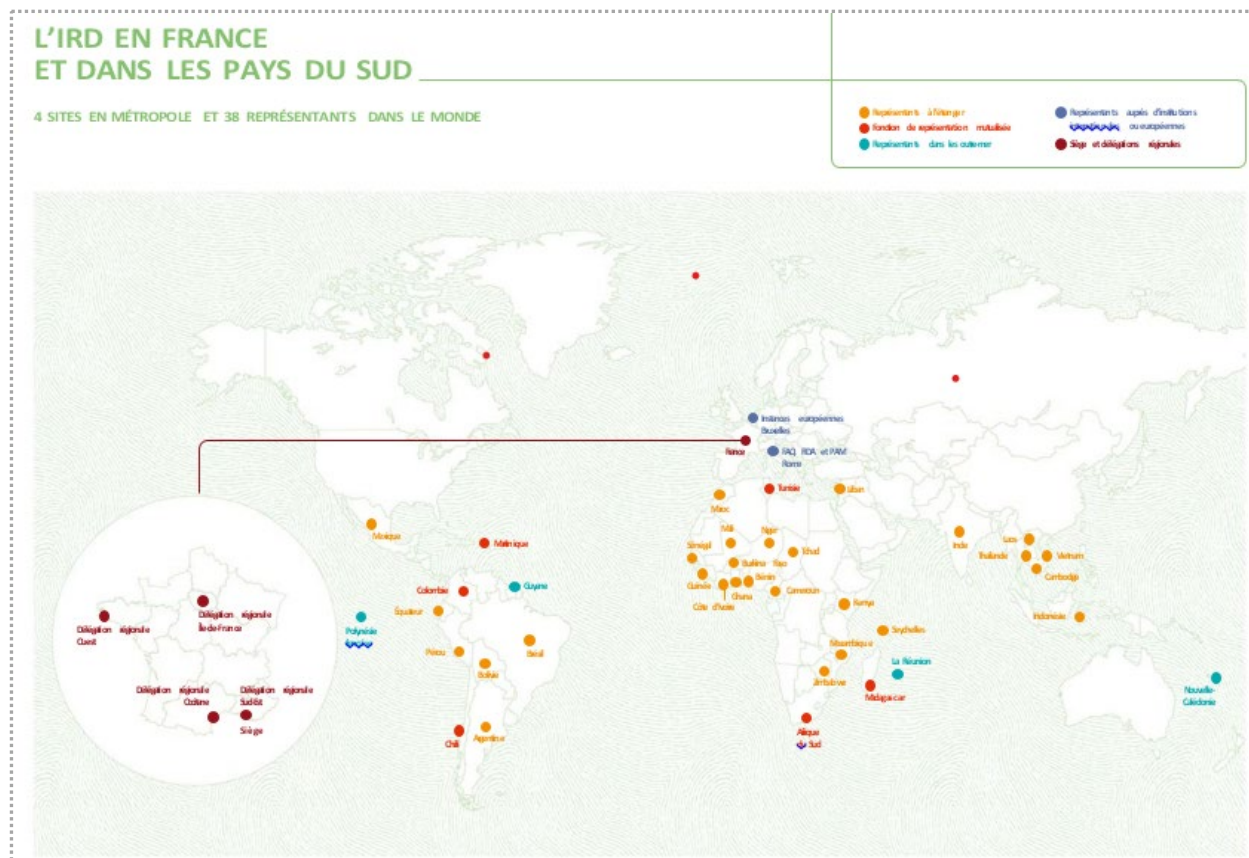 L'IRD EN FRANCE
ET DANS LES PAYS DU SUD
4 SITES EN MÉTROPOLE ET 38 REPRÉSENTANTS DANS LE MONDE
Représentants à l'étranger
Fonction de représentation mutualisée
Représentants dans les outre-mer
Représentants auprès d'institutions
internationales ou européennes
Siège et délégations régionales
Instances européennes
Bruxelles
France
FAO, FIDA et PAM
Rome
Tunisie
Liban
Maroc
Mexique
Martinique
Mali
Niger
Tchad
Sénégal
Burkina Faso
Guinée
Bénin
Ghana
Côte d'Ivoire
Cameroun
Kenya
Inde
Laos
Thaïlande
Vietnam
Cambodge
Indonésie
Colombie
Guyane
Équateur
Polynésie
française
Pérou
Brésil
Bolivie
Seychelles
Mozambique
La Réunion
Zimbabwe
Madagascar
Nouvelle-
Calédonie
Chili
Argentine
Afrique
du Sud
Délégation régionale
Île-de-France
Délégation régionale
Ouest
Délégation régionale
Occitanie
Délégation régionale
Sud-Est
Siège